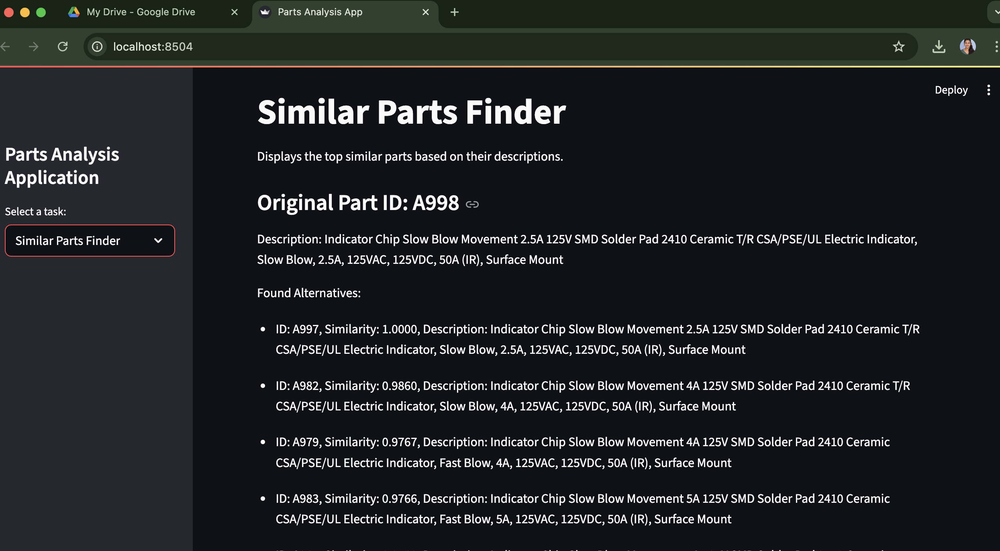 My Drive - Google Drive
Parts Analysis App
localhost:8504
Deploy
Parts Analysis
Application
Select a task:
Similar Parts Finder
Similar Parts Finder
Displays the top similar parts based on their descriptions.
Original Part ID: A998
Description: Indicator Chip Slow Blow Movement 2.5A 125V SMD Solder Pad 2410 Ceramic T/R CSA/PSE/UL Electric Indicator,
Slow Blow, 2.5A, 125VAC, 125VDC, 50A (IR), Surface Mount
Found Alternatives:
ID: A997, Similarity: 1.0000, Description: Indicator Chip Slow Blow Movement 2.5A 125V SMD Solder Pad 2410 Ceramic T/R
CSA/PSE/UL Electric Indicator, Slow Blow, 2.5A, 125VAC, 125VDC, 50A (IR), Surface Mount
ID: A982, Similarity: 0.9860, Description: Indicator Chip Slow Blow Movement 4A 125V SMD Solder Pad 2410 Ceramic T/R
CSA/PSE/UL Electric Indicator, Slow Blow, 4A, 125VAC, 125VDC, 50A (IR), Surface Mount
ID: A979, Similarity: 0.9767, Description: Indicator Chip Slow Blow Movement 4A 125V SMD Solder Pad 2410 Ceramic
CSA/PSE/UL Electric Indicator, Fast Blow, 4A, 125VAC, 125VDC, 50A (IR), Surface Mount
ID: A983, Similarity: 0.9766, Description: Indicator Chip Slow Blow Movement 5A 125V SMD Solder Pad 2410 Ceramic
CSA/PSE/UL Electric Indicator, Fast Blow, 5A, 125VAC, 125VDC, 50A (IR), Surface Mount